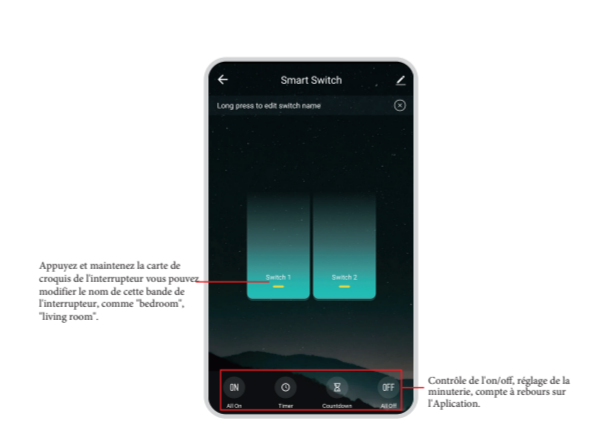 Smart Switch
Long press to edit switch name
Switch 1
Switch 2
Appuyez et maintenez la carte de
croquis de l'interrupteur vous pouvez
modifier le nom de cette bande de
l'interrupteur, comme "bedroom",
"living room".
ON
OFF
All On
Timer
Countdown
All Off
Contrôle de l'on/off, réglage de la
minuterie, compte à rebours sur
l'Aplication.